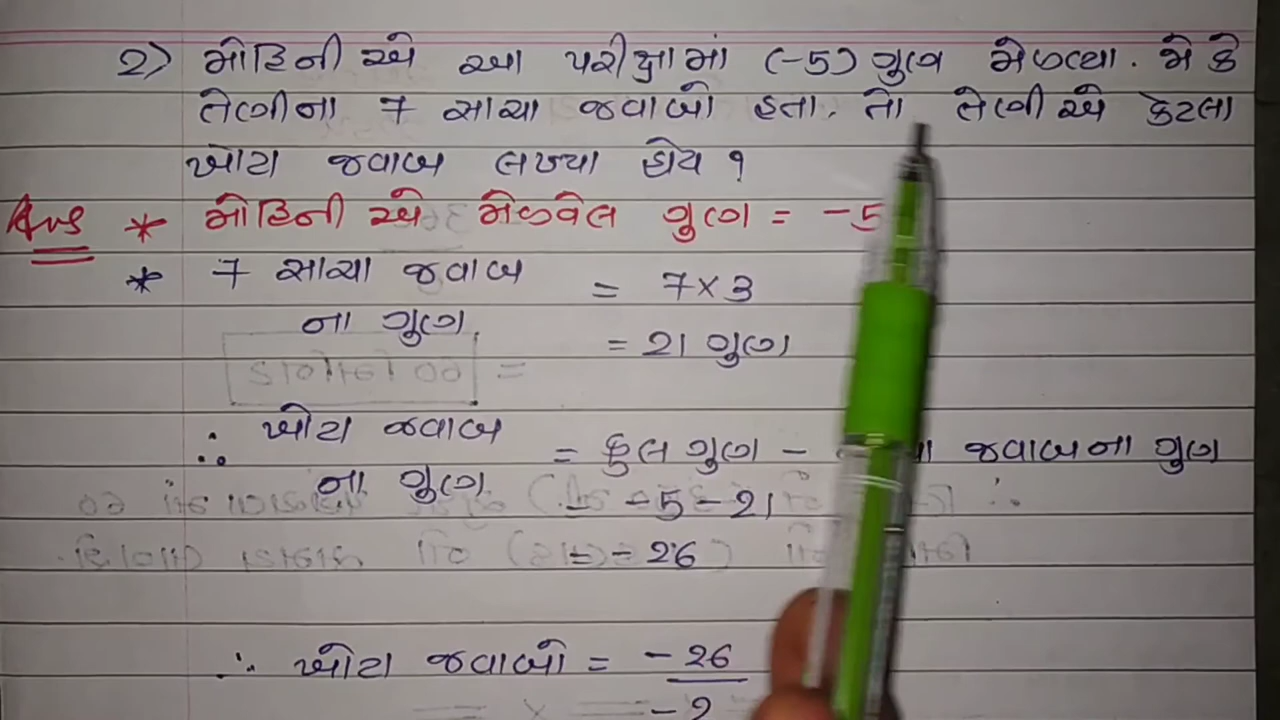 2) મોહિની એ આ પરીક્ષામાં (-5) ગુણ મેળવ્યા. જો કે
તેણીના 7 સાચા જવાબો હતા. તો તેણીએ કેટલા
ખોટા જવાબ લખ્યા હોય ?
Ans * મોહિની એ મેળવેલ ગુણ = -5
* 7 સાચા જવાબ = 7 × 3
ના ગુણ = 21 ગુણ
∴ ખોટા જવાબ = કુલ ગુણ - જવાબના ગુણ
ના ગુણ = -5 - 21
= - 26
∴ ખોટા જવાબો = -26
-2